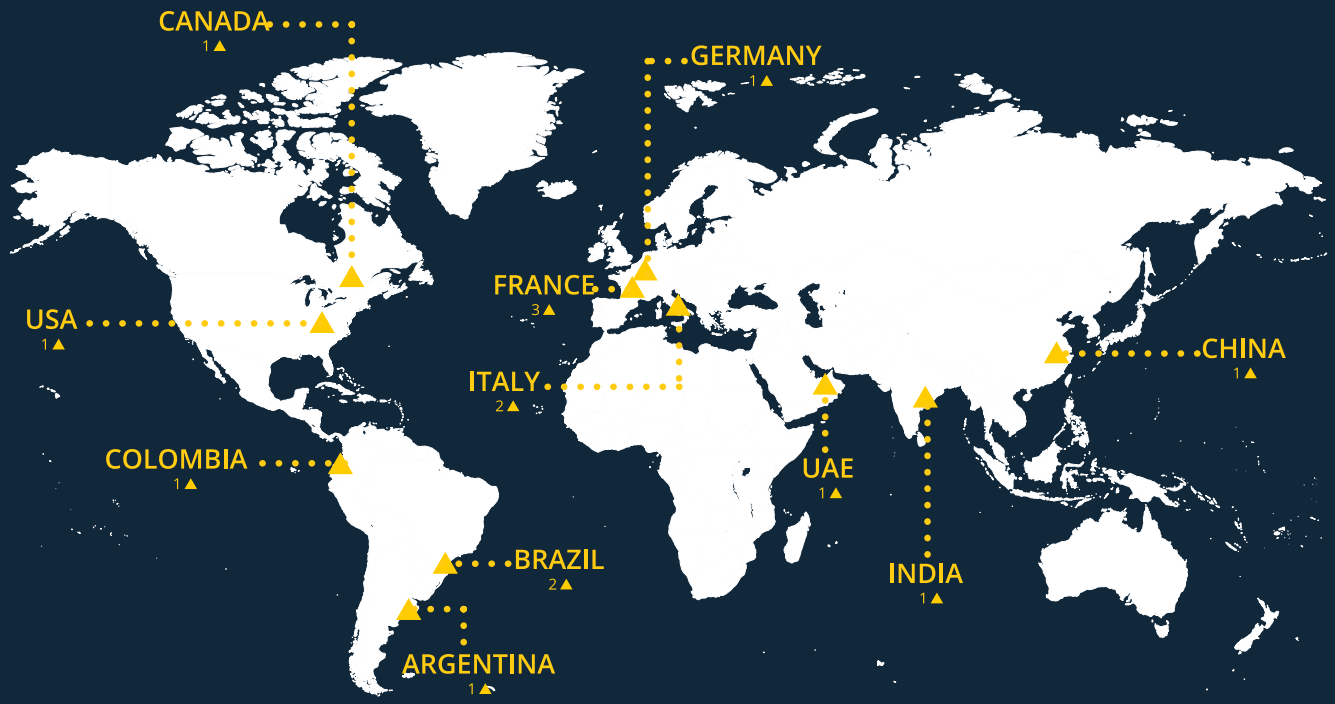 CANADA
1▲
GERMANY
1▲
FRANCE
3▲
USA
1▲
CHINA
1▲
ITALY
2▲
COLOMBIA
1▲
UAE
1▲
BRAZIL
2▲
INDIA
1▲
ARGENTINA
1▲